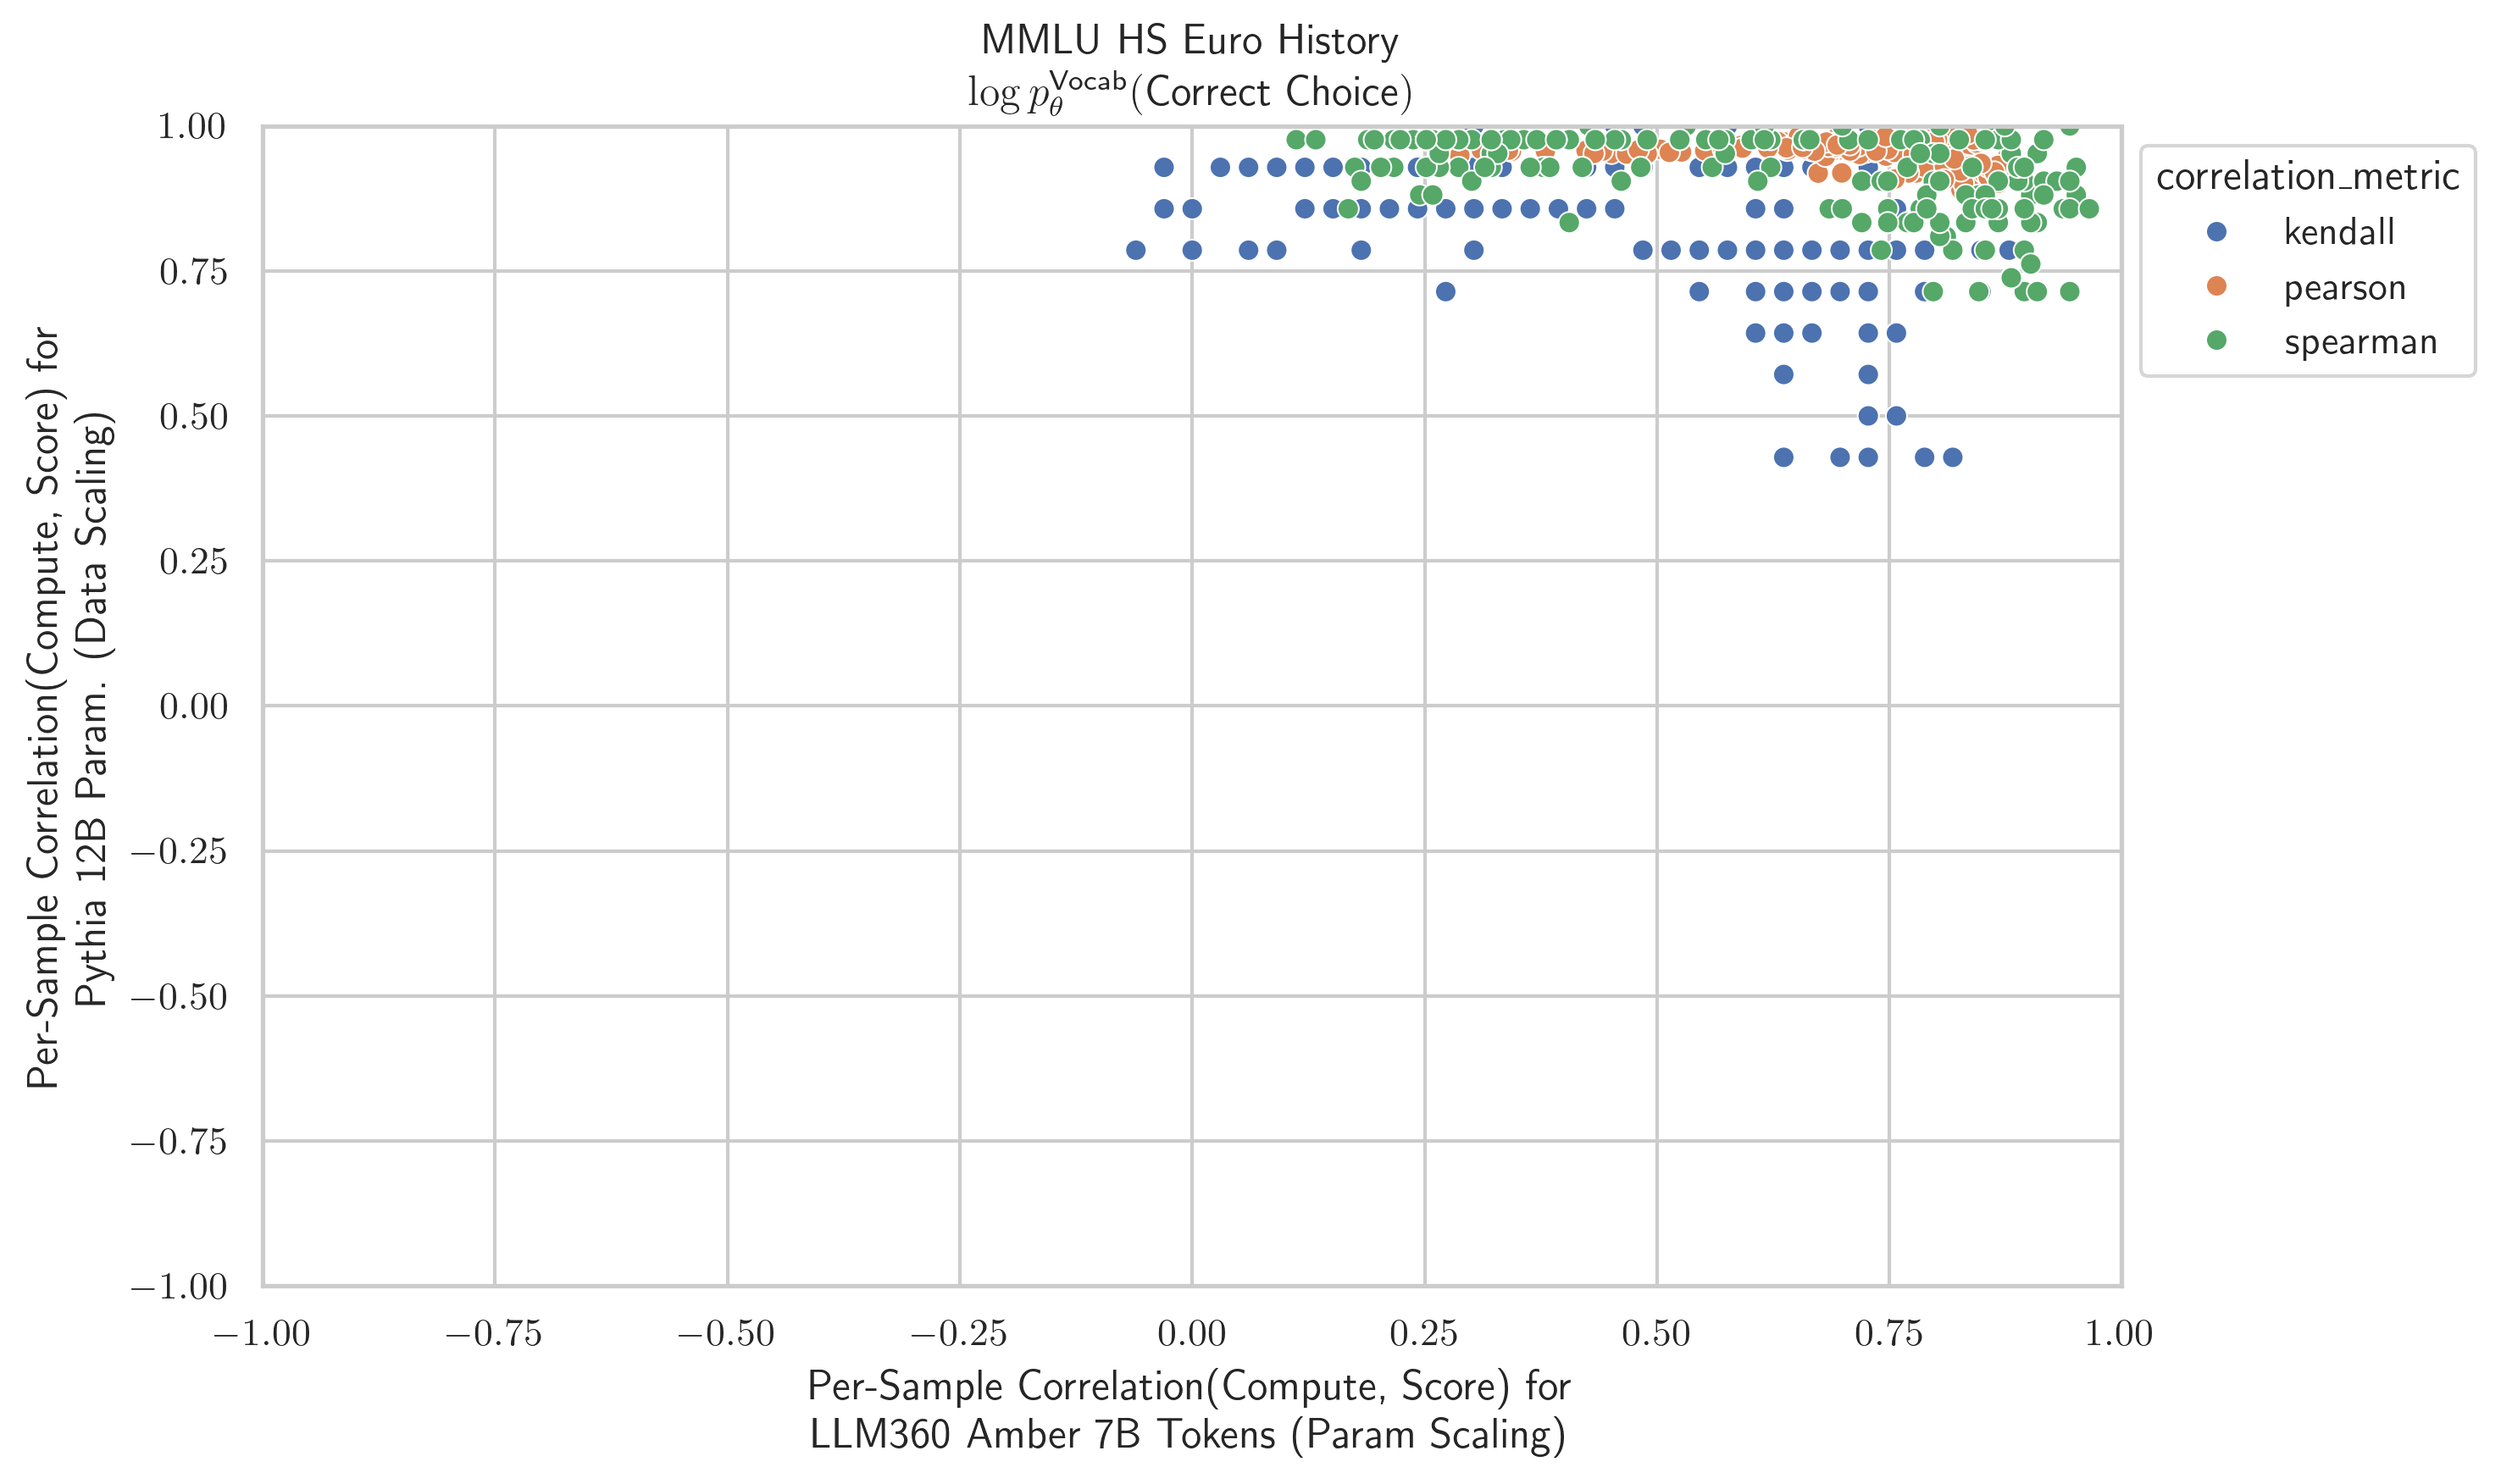 MMLU HS Euro History
log p_θ^Vocab(Correct Choice)
1.00
0.75
0.50
0.25
0.00
−0.25
−0.50
−0.75
−1.00
Per-Sample Correlation(Compute, Score) for
Pythia 12B Param. (Data Scaling)
correlation_metric
kendall
pearson
spearman
−1.00
−0.75
−0.50
−0.25
0.00
0.25
0.50
0.75
1.00
Per-Sample Correlation(Compute, Score) for
LLM360 Amber 7B Tokens (Param Scaling)